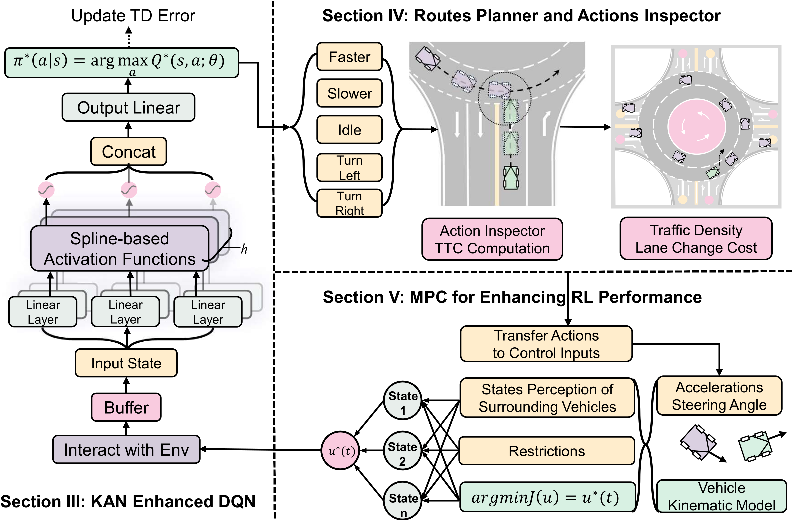 Update TD Error
π*(a|s) = arg max Q*(s, a; θ)
a
Output Linear
Concat
Spline-based
Activation Functions
h
Linear
Layer
Linear
Layer
Linear
Layer
Input State
Buffer
Interact with Env
Section III: KAN Enhanced DQN
Section IV: Routes Planner and Actions Inspector
Faster
Slower
Idle
Turn
Left
Turn
Right
Action Inspector
TTC Computation
Traffic Density
Lane Change Cost
Section V: MPC for Enhancing RL Performance
Transfer Actions
to Control Inputs
States Perception of
Surrounding Vehicles
Accelerations
Steering Angle
Restrictions
argminJ(u) = u*(t)
Vehicle
Kinematic Model
State
1
State
2
State
n
u*(t)